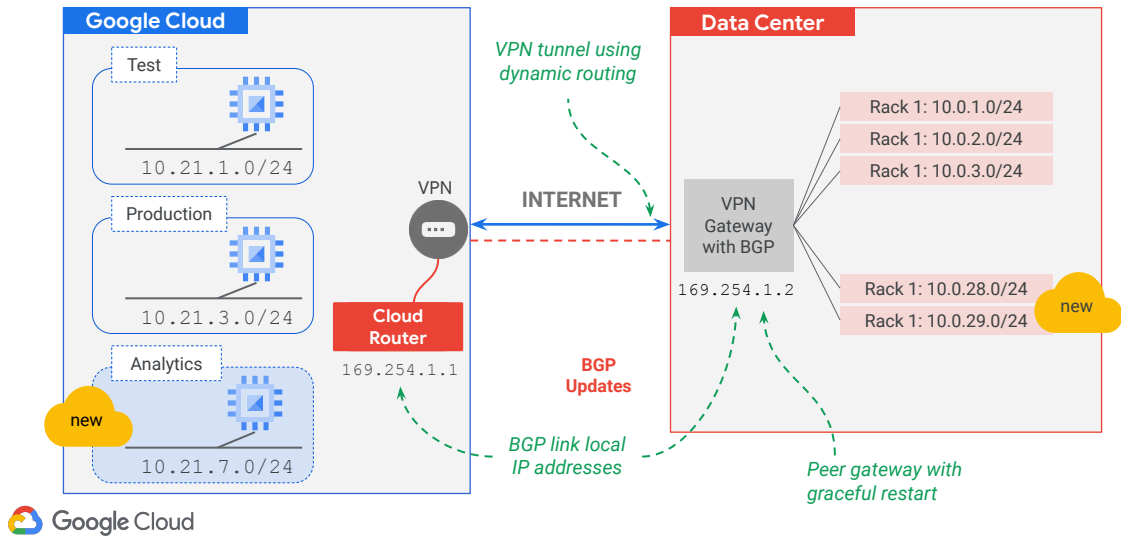 Google Cloud
Test
10.21.1.0/24
Production
10.21.3.0/24
Analytics
new
10.21.7.0/24
VPN
Cloud
Router
169.254.1.1
VPN tunnel using
dynamic routing
INTERNET
BGP
Updates
BGP link local
IP addresses
Data Center
VPN
Gateway
with BGP
169.254.1.2
Rack 1: 10.0.1.0/24
Rack 1: 10.0.2.0/24
Rack 1: 10.0.3.0/24
Rack 1: 10.0.28.0/24
Rack 1: 10.0.29.0/24
new
Peer gateway with
graceful restart
Google Cloud